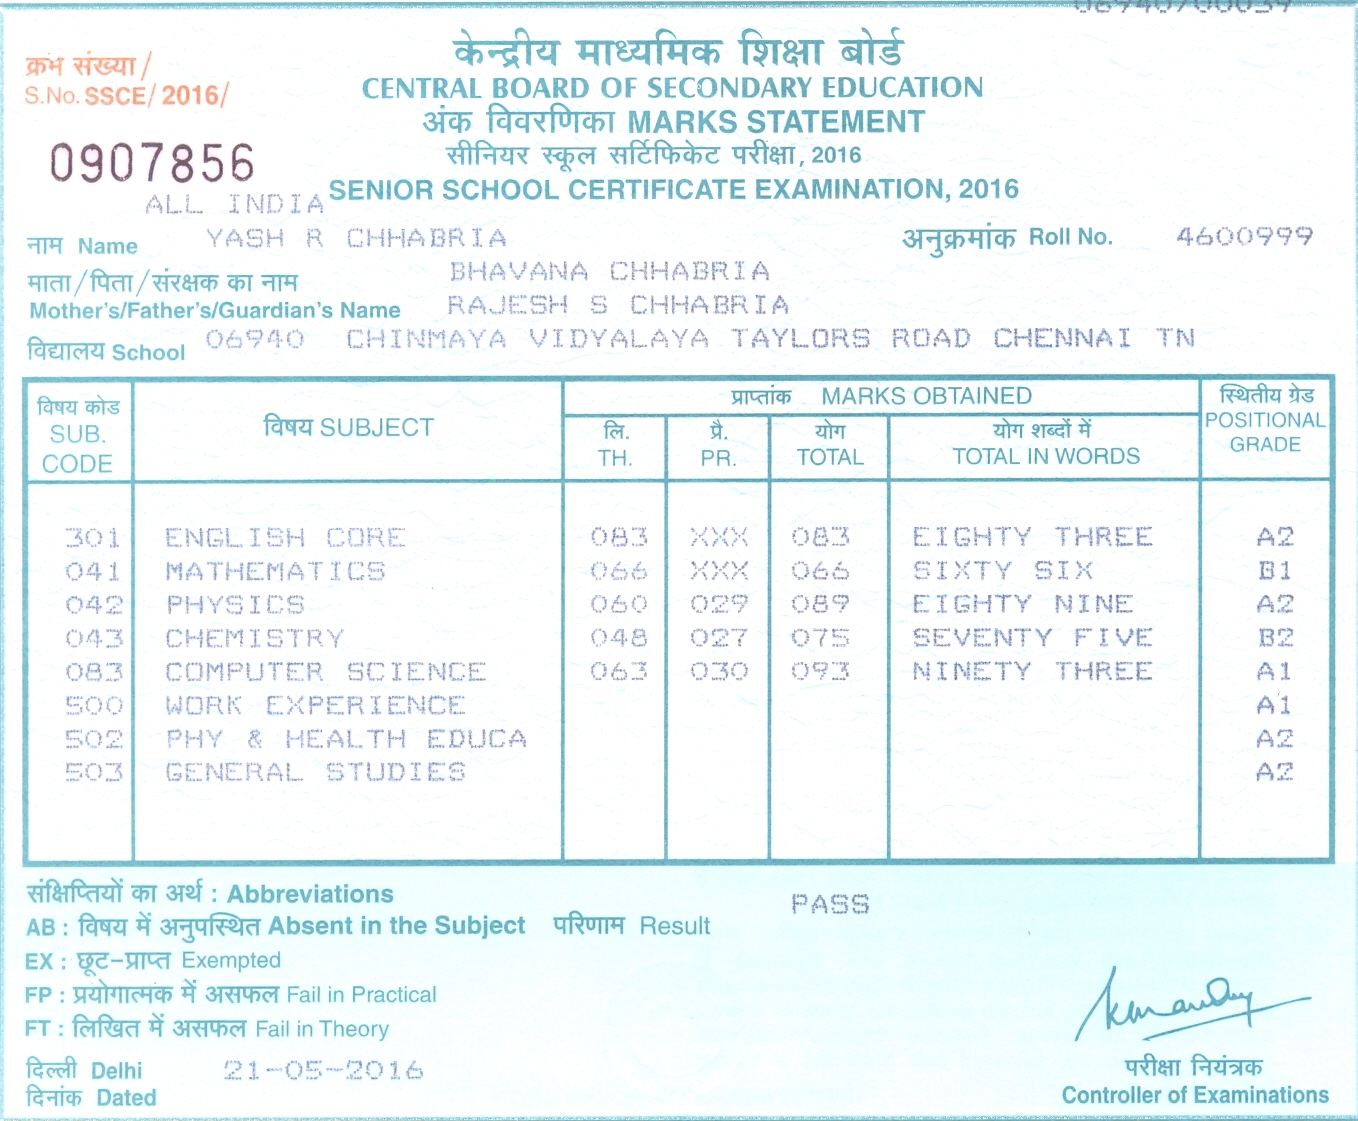 06940/00039
क्रभ संख्या/
S.No. SSCE/ 2016/
0907856
केन्द्रीय माध्यमिक शिक्षा बोर्ड
CENTRAL BOARD OF SECONDARY EDUCATION
अंक विवरणिका MARKS STATEMENT
सीनियर स्कूल सर्टिफिकेट परीक्षा, 2016
SENIOR SCHOOL CERTIFICATE EXAMINATION, 2016
ALL INDIA
नाम Name YASH R CHHABRIA अनुक्रमांक Roll No. 4600999
माता/पिता/संरक्षक का नाम BHAVANA CHHABRIA
Mother's/Father's/Guardian's Name RAJESH S CHHABRIA
विद्यालय School 06940 CHINMAYA VIDYALAYA TAYLORS ROAD CHENNAI TN
विषय कोड SUB. CODE विषय SUBJECT प्राप्तांक MARKS OBTAINED स्थितीय ग्रेड POSITIONAL GRADE
लि. TH. प्रै. PR. योग TOTAL योग शब्दों में TOTAL IN WORDS
301 ENGLISH CORE 083 XXX 083 EIGHTY THREE A2
041 MATHEMATICS 066 XXX 066 SIXTY SIX B1
042 PHYSICS 060 029 089 EIGHTY NINE A2
043 CHEMISTRY 048 027 075 SEVENTY FIVE B2
083 COMPUTER SCIENCE 063 030 093 NINETY THREE A1
500 WORK EXPERIENCE A1
502 PHY & HEALTH EDUCA A2
503 GENERAL STUDIES A2
संक्षिप्तियों का अर्थ : Abbreviations
PASS
AB : विषय में अनुपस्थित Absent in the Subject परिणाम Result
EX : छूट-प्राप्त Exempted
FP : प्रयोगात्मक में असफल Fail in Practical
FT : लिखित में असफल Fail in Theory
दिल्ली Delhi 21-05-2016
दिनांक Dated
परीक्षा नियंत्रक
Controller of Examinations